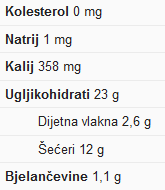 Kolesterol 0 mg
Natrij 1 mg
Kalij 358 mg
Ugljikohidrati 23 g
Dijetna vlakna 2,6 g
Šećeri 12 g
Bjelančevine 1,1 g